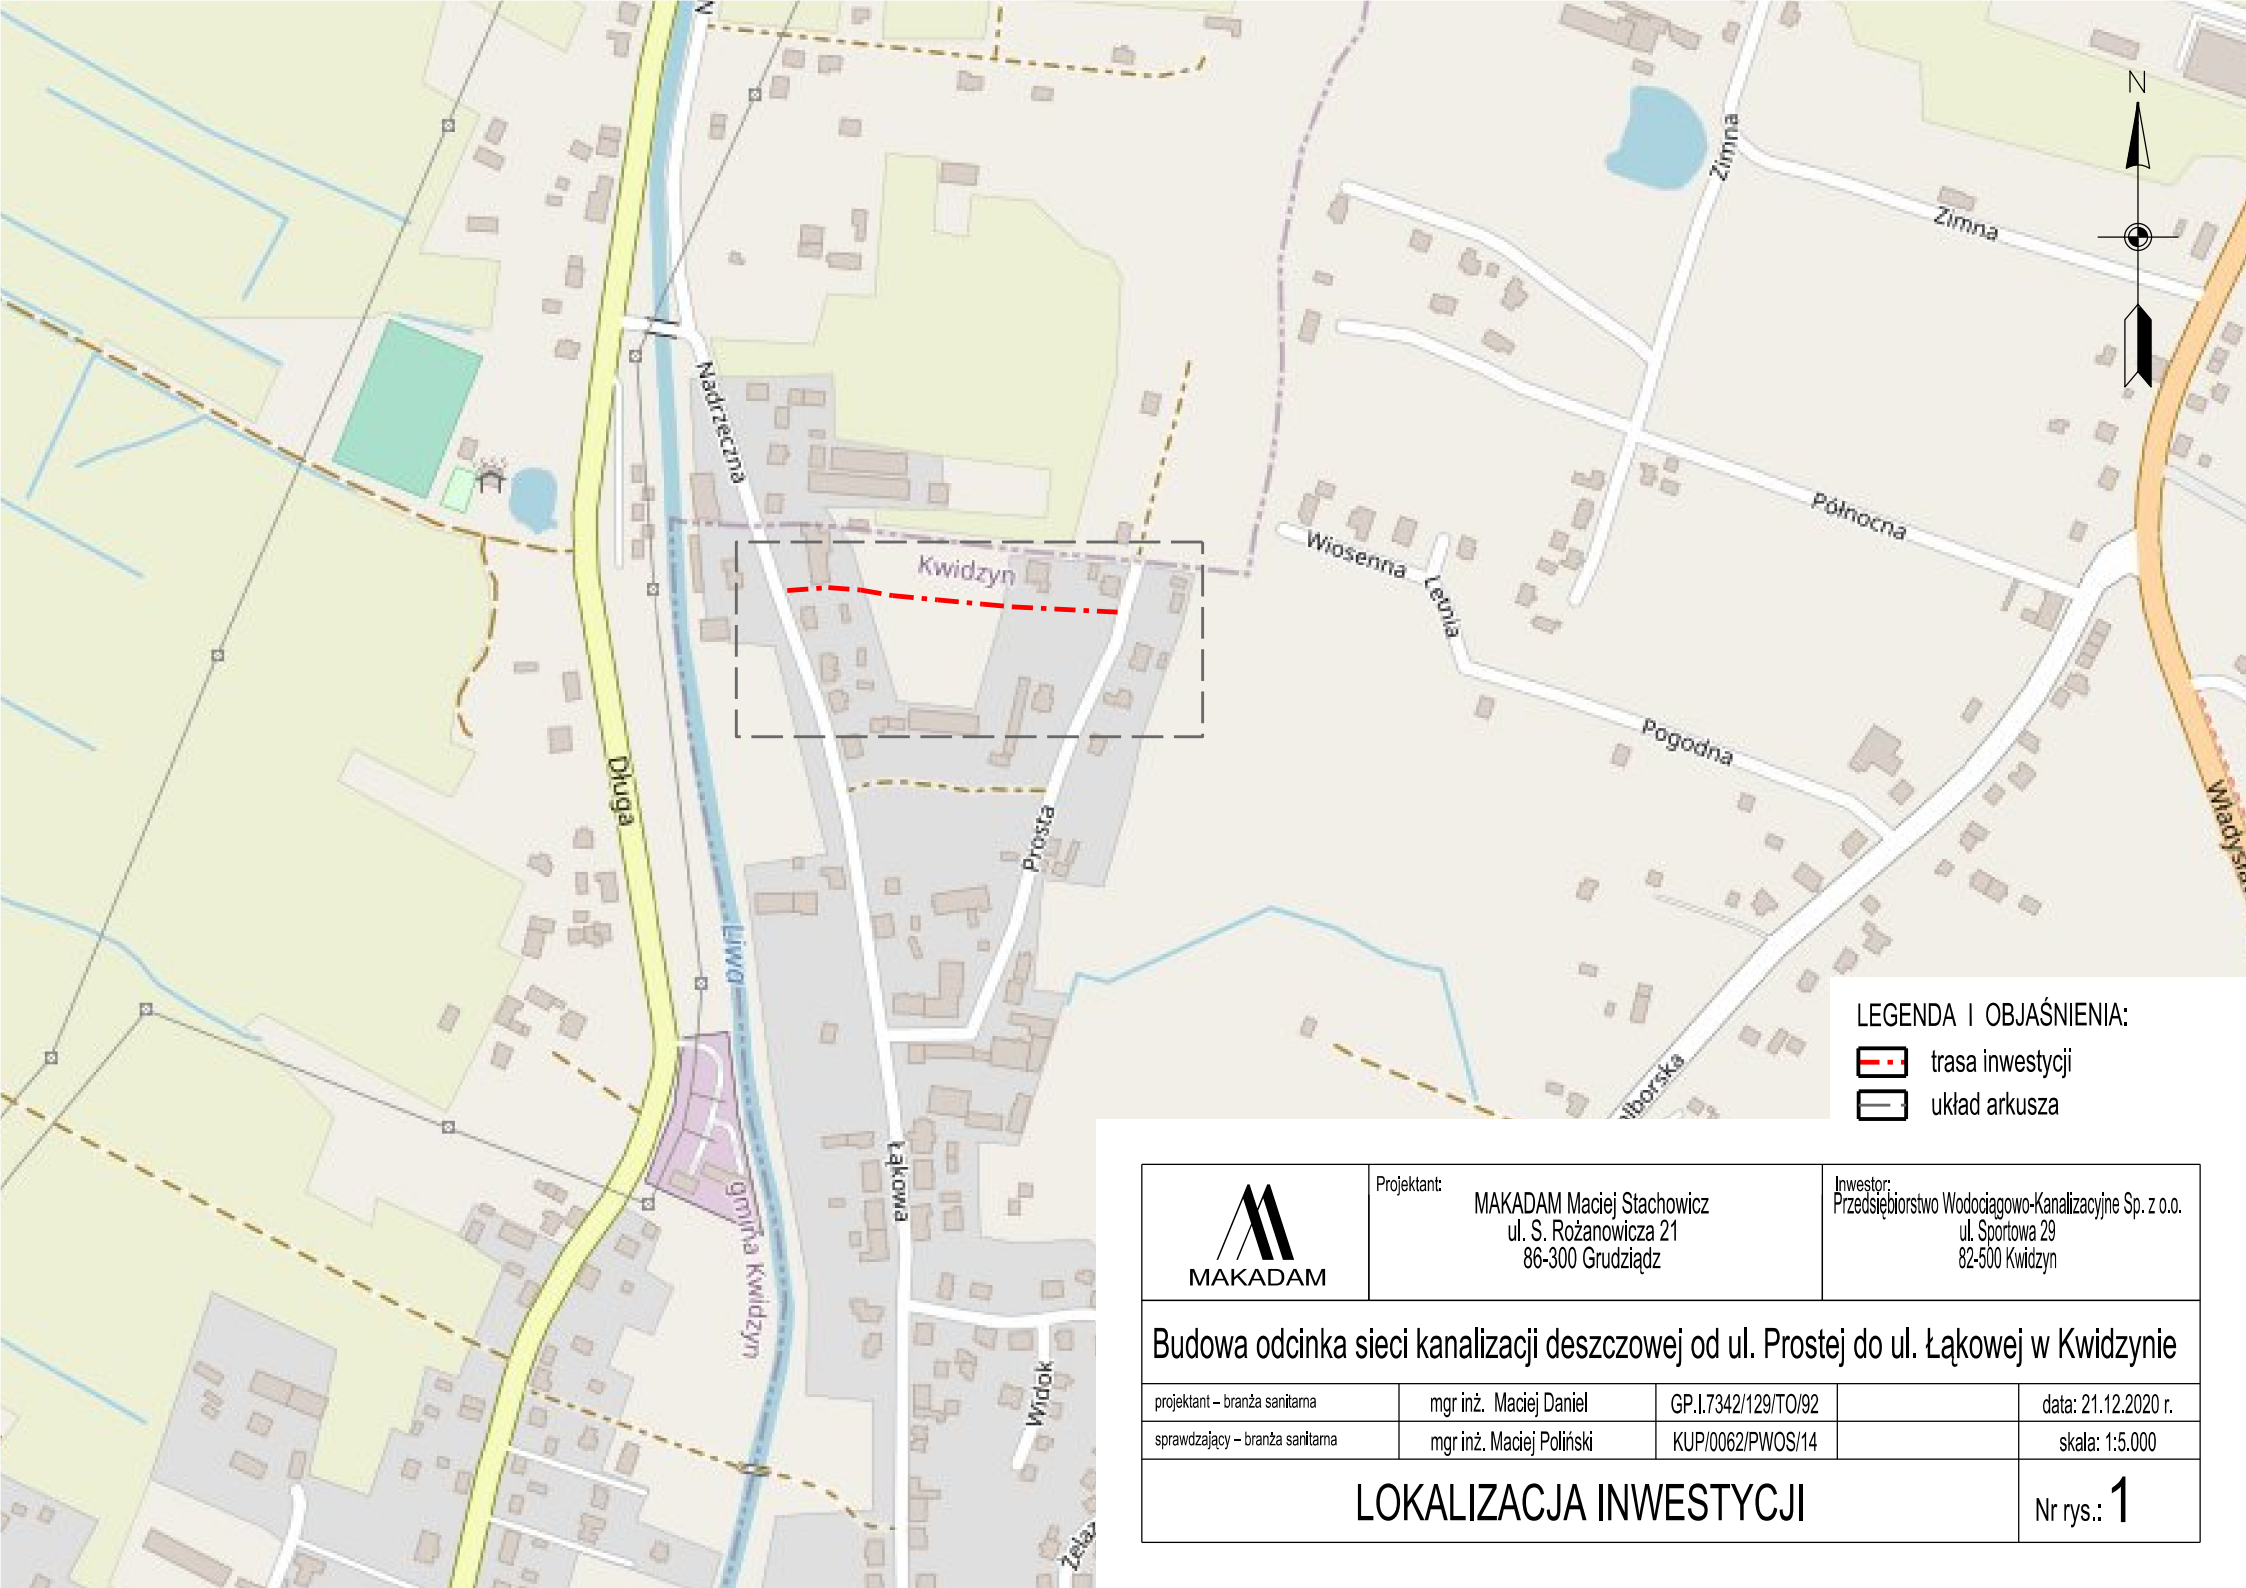 N
N
Zimna
Zimna
Nadrzeczna
Północna
Kwidzyn
Wiosenna
Letnia
Pogodna
Długa
Prosta
Liwa
Łąkowa
gmina Kwidzyn
Widok
LEGENDA I OBJAŚNIENIA:
trasa inwestycji
układ arkusza
MAKADAM
Projektant:
MAKADAM Maciej Stachowicz
ul. S. Rożanowicza 21
86-300 Grudziądz
Inwestor:
Przedsiębiorstwo Wodociągowo-Kanalizacyjne Sp. z o.o.
ul. Sportowa 29
82-500 Kwidzyn
Budowa odcinka sieci kanalizacji deszczowej od ul. Prostej do ul. Łąkowej w Kwidzynie
projektant – branża sanitarna mgr inż. Maciej Daniel GP.I.7342/129/TO/92 data: 21.12.2020 r.
sprawdzający – branża sanitarna mgr inż. Maciej Poliński KUP/0062/PWOS/14 skala: 1:5.000
LOKALIZACJA INWESTYCJI Nr rys.: 1